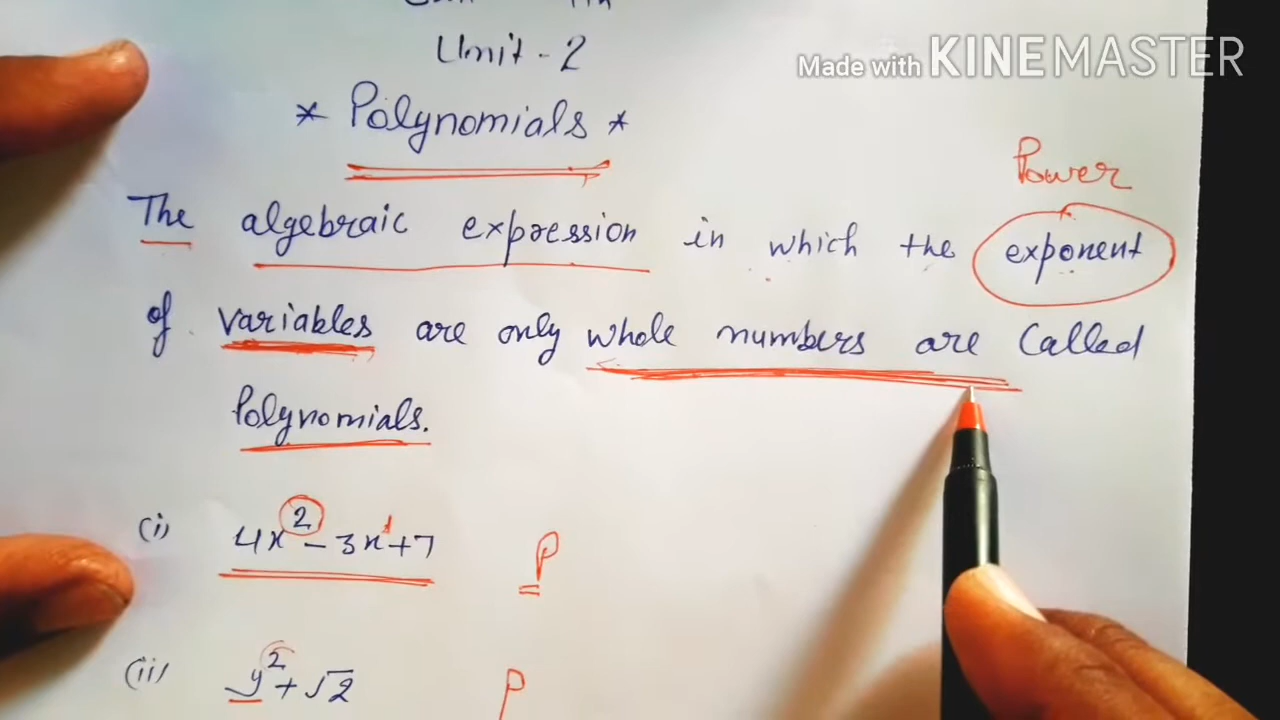 Made with KINEMASTER
Unit - 2
* Polynomials *
Power
The algebraic expression in which the exponent
of variables are only whole numbers are Called
Polynomials.
(i) 4x² - 3x¹ + 7 P
(ii) y² + √2 P